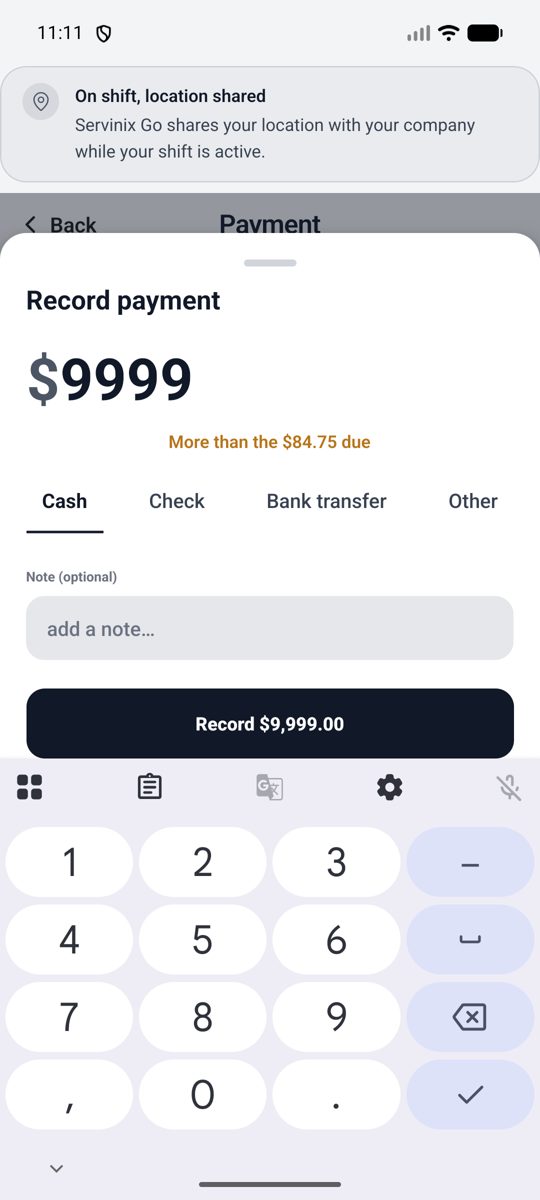 11:11
On shift, location shared
Servinix Go shares your location with your company
while your shift is active.
Back
Payment
Record payment
$9999
More than the $84.75 due
Cash
Check
Bank transfer
Other
Note (optional)
add a note…
Record $9,999.00
1 2 3 –
4 5 6
7 8 9
, 0 .